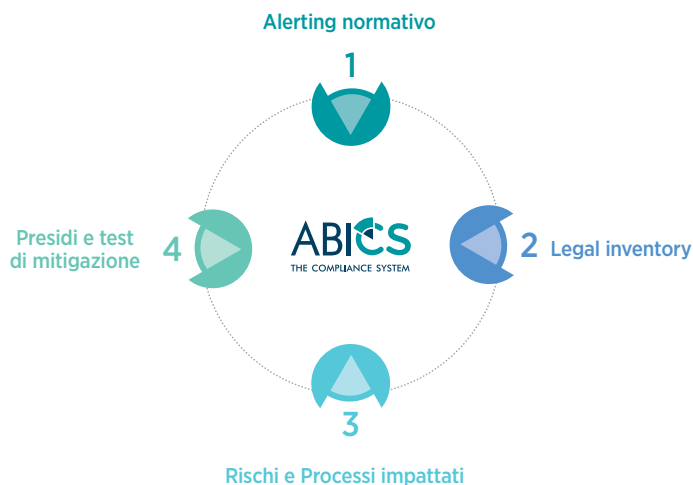 Alerting normativo
1
ABICS
THE COMPLIANCE SYSTEM
2 Legal inventory
3
Rischi e Processi impattati
Presidi e test
di mitigazione
4